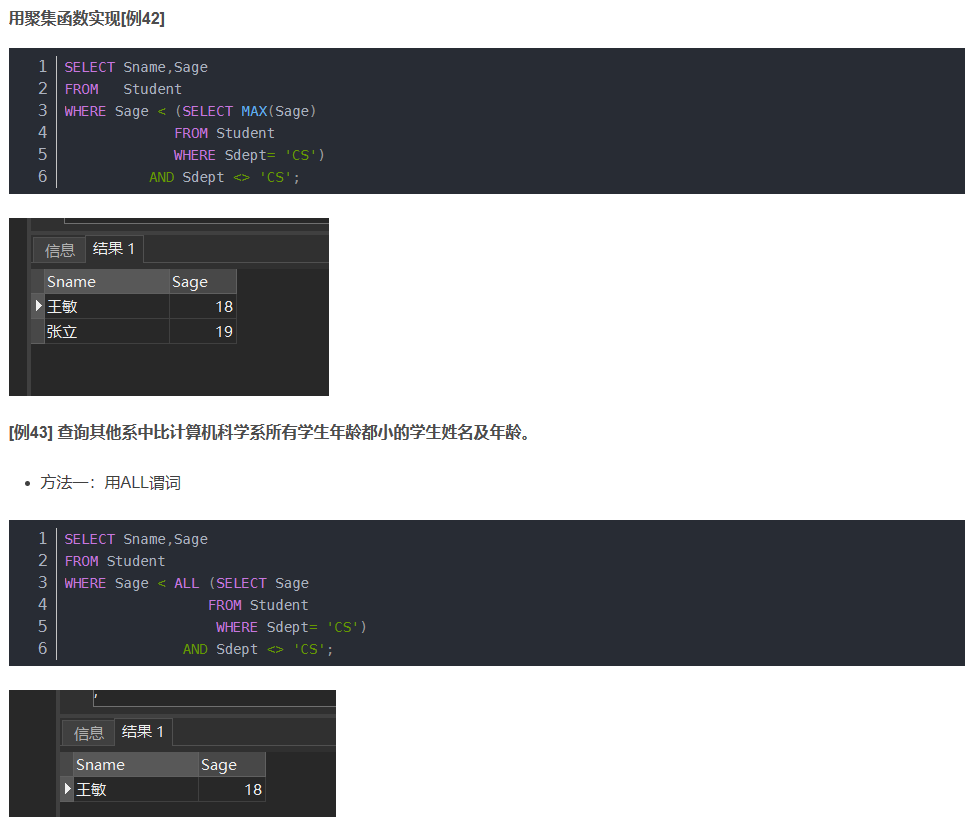 用聚集函数实现[例42]
1 SELECT Sname,Sage
2 FROM   Student
3 WHERE Sage < (SELECT MAX(Sage)
4              FROM Student
5              WHERE Sdept= 'CS')
6           AND Sdept <> 'CS';
信息 结果 1
Sname Sage
王敏 18
张立 19
[例43] 查询其他系中比计算机科学系所有学生年龄都小的学生姓名及年龄。
• 方法一：用ALL谓词
1 SELECT Sname,Sage
2 FROM Student
3 WHERE Sage < ALL (SELECT Sage
4                  FROM Student
5                   WHERE Sdept= 'CS')
6               AND Sdept <> 'CS';
信息 结果 1
Sname Sage
王敏 18